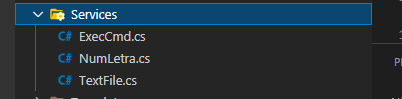 Services
C# ExecCmd.cs
C# NumLetra.cs
C# TextFile.cs